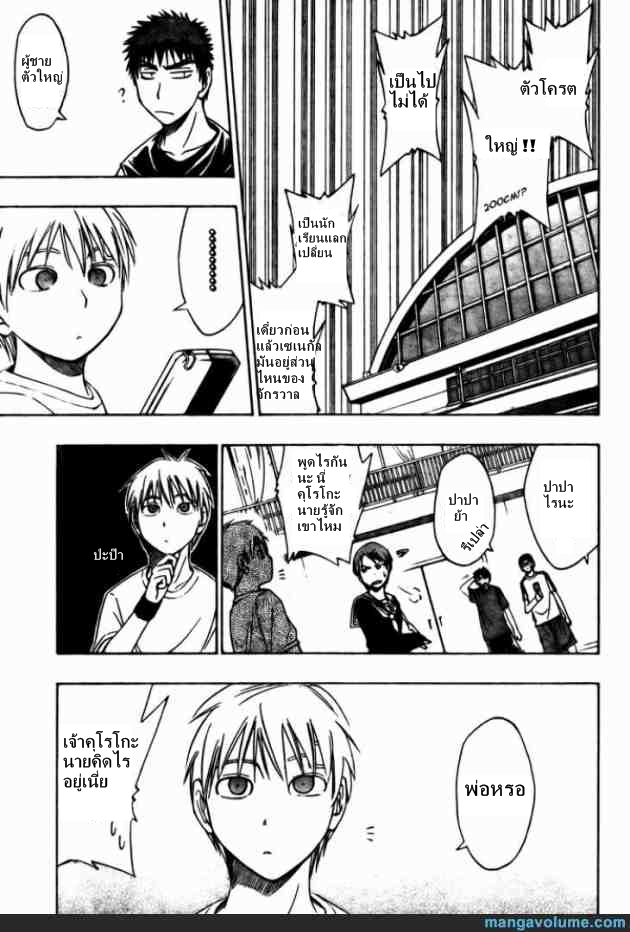 ตัวโครต
ใหญ่ !!
200CM!?
เป็นไป
ไม่ได้
เป็นนัก
เรียนแลก
เปลี่ยน
เดี๋ยวก่อน
แล้วเซเนกัล
มันอยู่ส่วน
ไหนของ
จักรวาล
ผู้ชาย
ตัวใหญ่
?
ปาปา
ไรนะ
ปาปา
ย้า
รึเปล่า
พูดไรกัน
นะ นี่
คุโรโกะ
นายรู้จัก
เขาไหม
ปะป๊า
พ่อหรอ
เจ้าคุโรโกะ
นายคิดไร
อยู่เนี่ย
mangavolume.com